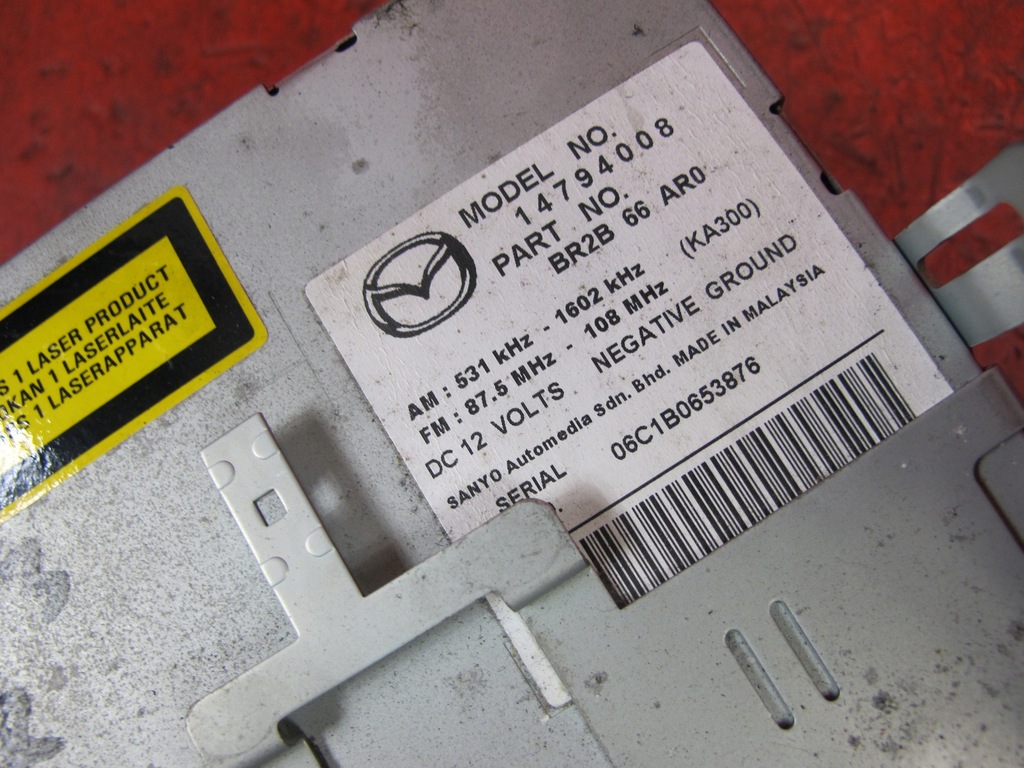 MODEL NO.
14794008
PART NO.
BR2B 66 AR0
AM : 531 kHz - 1602 kHz
FM : 87.5 MHz - 108 MHz (KA300)
DC 12 VOLTS NEGATIVE GROUND
SANYO Automedia Sdn. Bhd. MADE IN MALAYSIA
SERIAL 06C1B0653876
1 LASER PRODUCT
1 LASERLAITE
1 LASERAPPARAT